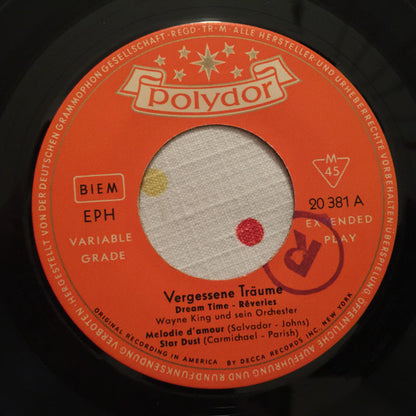 HERGESTELLT VON DER DEUTSCHEN GRAMMOPHON GESELLSCHAFT · REGD · TR · M · ALLE HERSTELLER UND URHEBERRECHTE VORBEHALTEN / ÜBERSPIELUNG, ÖFFENTLICHE AUFFÜHRUNG UND RUNDFUNKSENDUNG VERBOTEN
polydor
BIEM
EPH
VARIABLE
GRADE
M
45
20 381 A
EXTENDED
PLAY
R
Vergessene Träume
Dream Time - Rêveries
Wayne King und sein Orchester
Melodie d'amour (Salvador - Johns)
Star Dust (Carmichael - Parish)
ORIGINAL RECORDING IN AMERICA BY DECCA RECORDS INC. NEW YORK